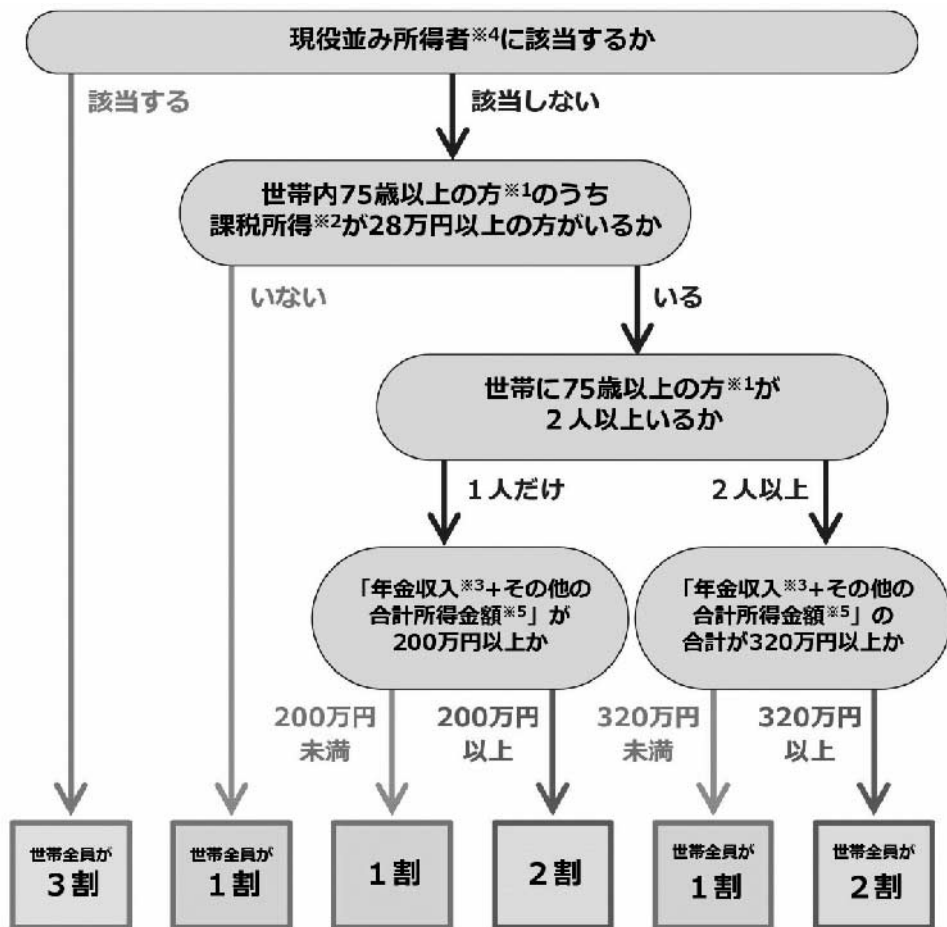 現役並み所得者※4に該当するか
該当する
該当しない
世帯内75歳以上の方※1のうち
課税所得※2が28万円以上の方がいるか
いない
いる
世帯に75歳以上の方※1が
２人以上いるか
１人だけ
２人以上
「年金収入※3+その他の
合計所得金額※5」が
200万円以上か
「年金収入※3+その他の
合計所得金額※5」の
合計が320万円以上か
200万円
未満
200万円
以上
320万円
未満
320万円
以上
世帯全員が
３割
世帯全員が
１割
１割
２割
世帯全員が
１割
世帯全員が
２割